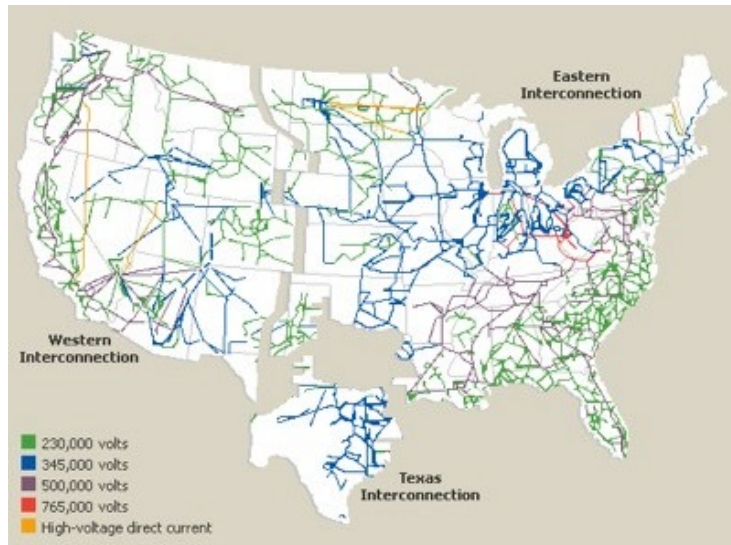 Eastern
Interconnection
Western
Interconnection
Texas
Interconnection
230,000 volts
345,000 volts
500,000 volts
765,000 volts
High-voltage direct current